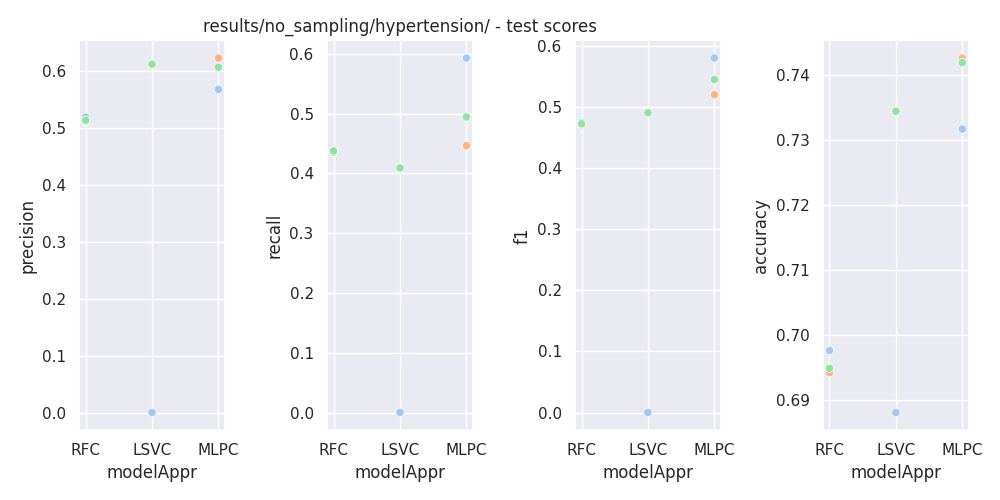 results/no_sampling/hypertension/ - test scores
precision
0.6
0.5
0.4
0.3
0.2
0.1
0.0
RFC LSVC MLPC
modelAppr
recall
0.6
0.5
0.4
0.3
0.2
0.1
0.0
RFC LSVC MLPC
modelAppr
f1
0.6
0.5
0.4
0.3
0.2
0.1
0.0
RFC LSVC MLPC
modelAppr
accuracy
0.74
0.73
0.72
0.71
0.70
0.69
RFC LSVC MLPC
modelAppr